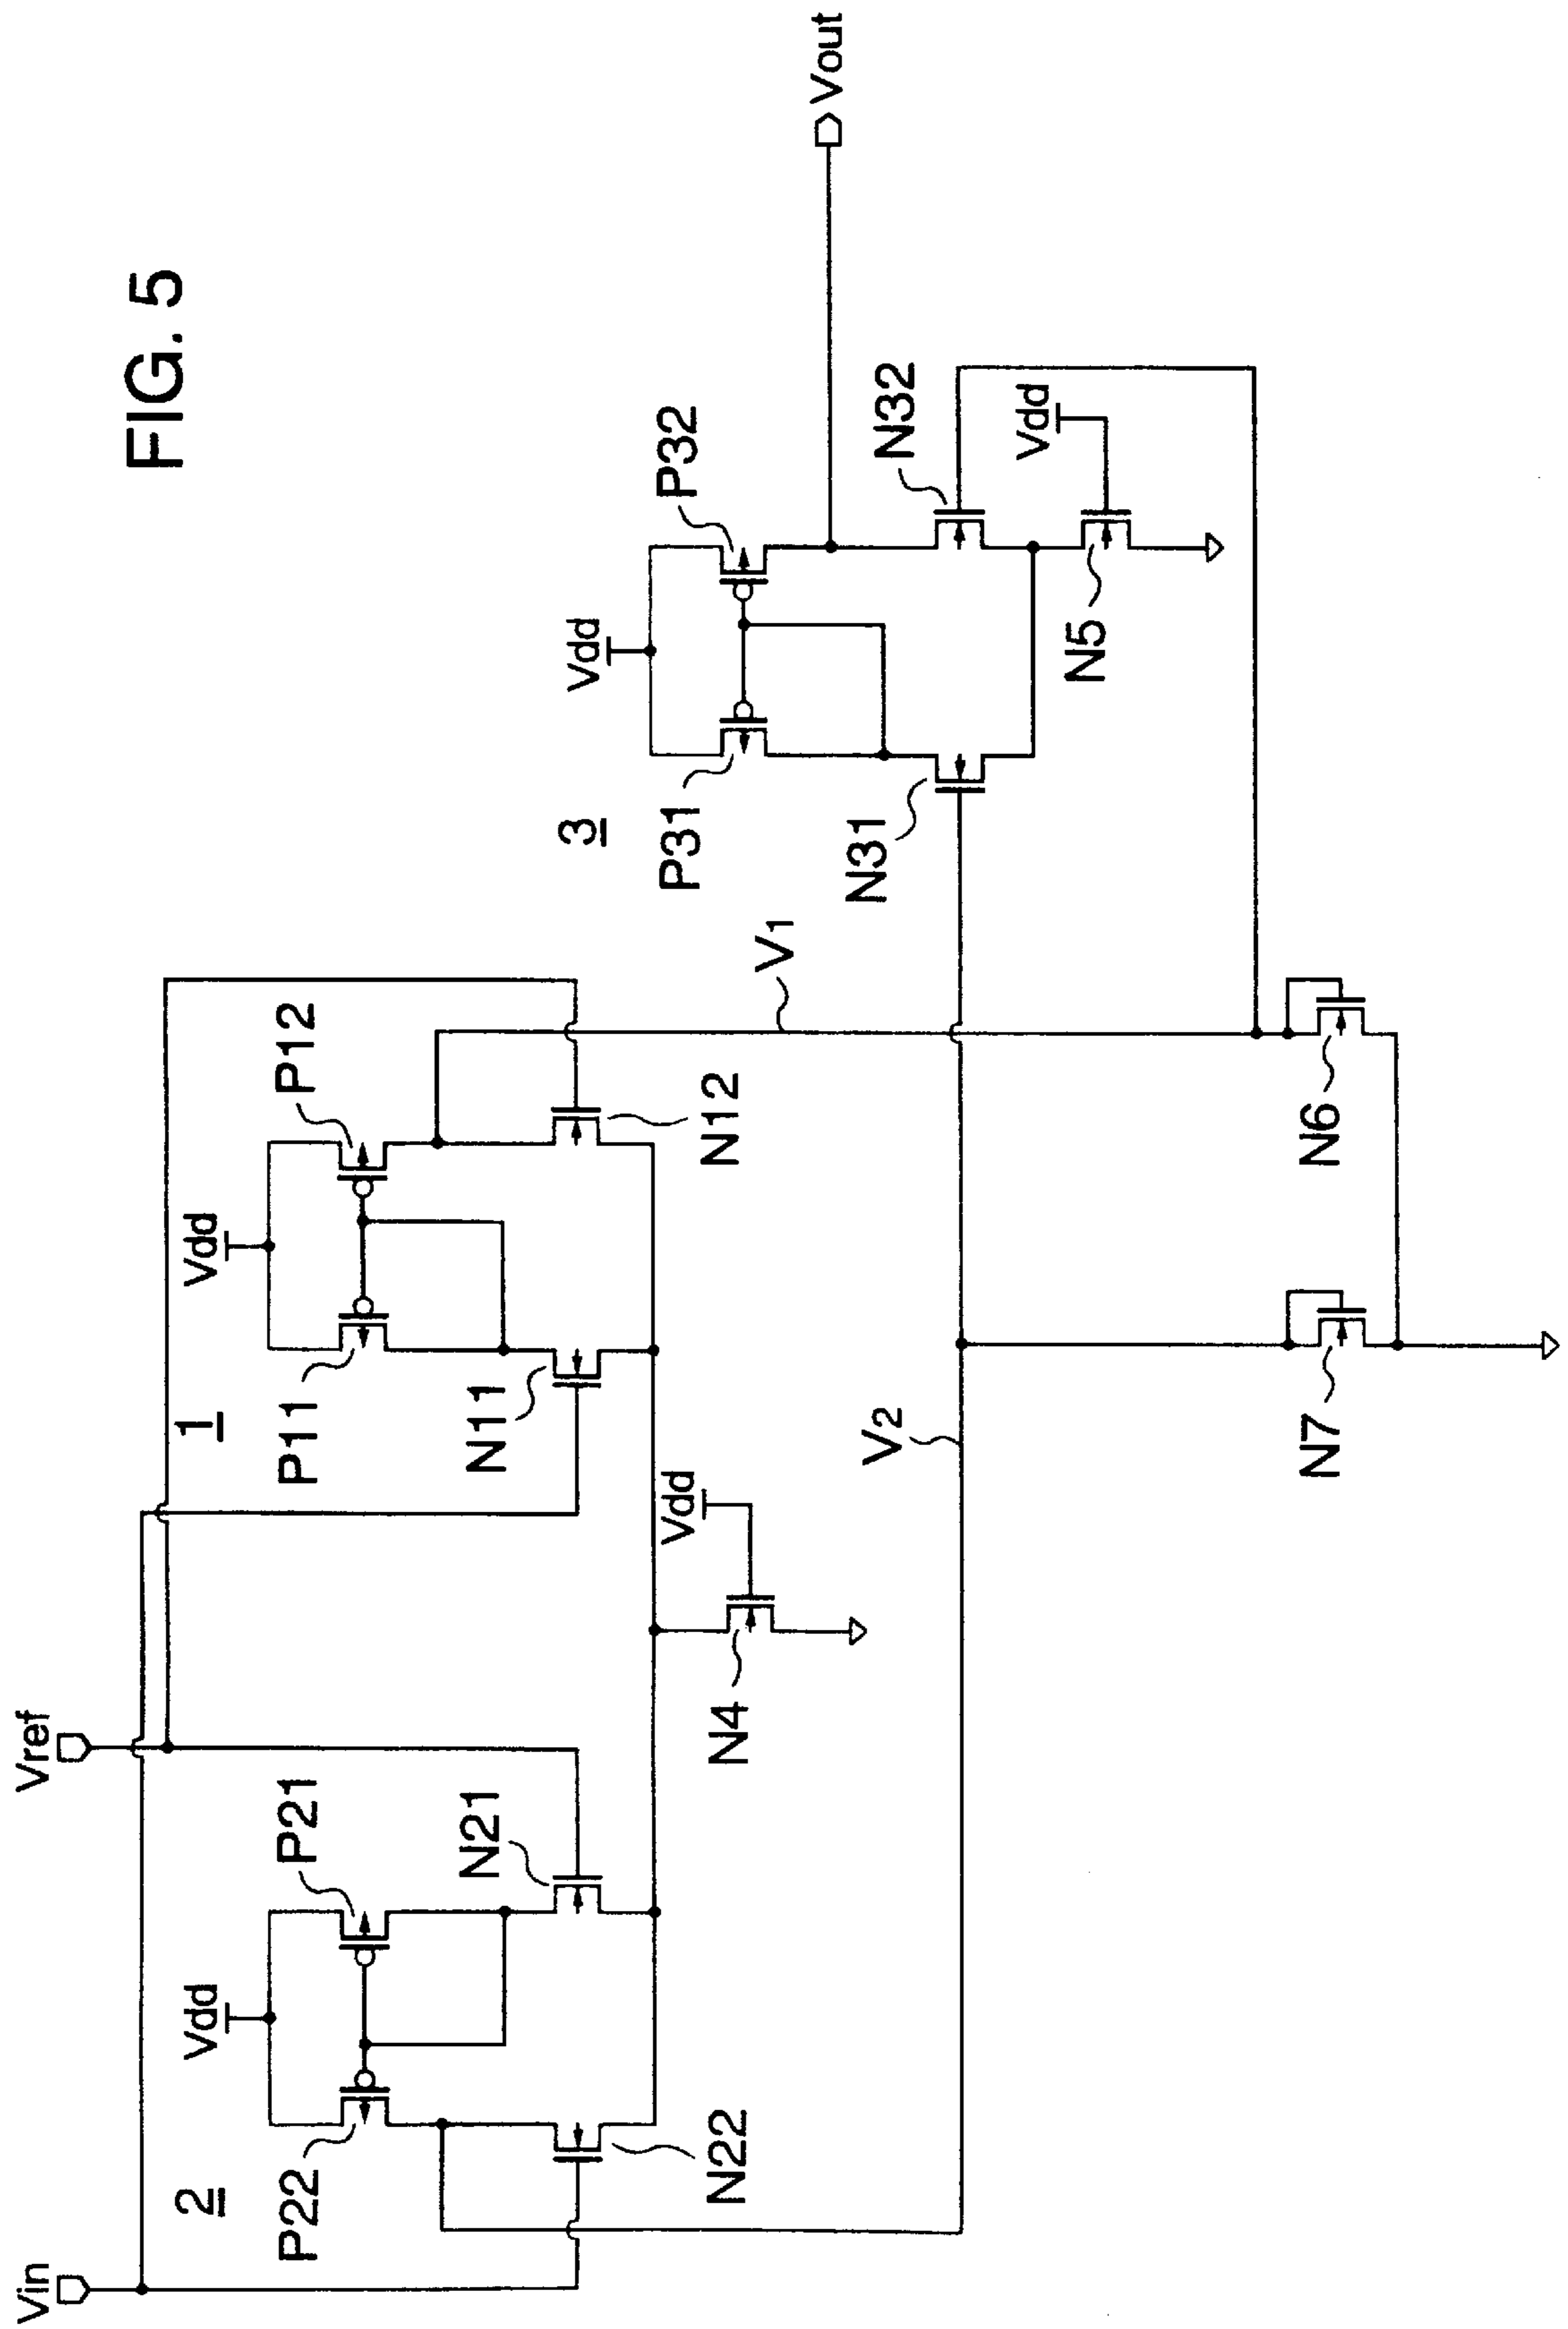 FIG. 5
Vin
Vref
2
Vdd
P22
P21
N22
N21
1
Vdd
P11
P12
N11
N12
N4
Vdd
V1
V2
3
Vdd
P31
P32
N31
N32
Vout
Vdd
N5
N7
N6